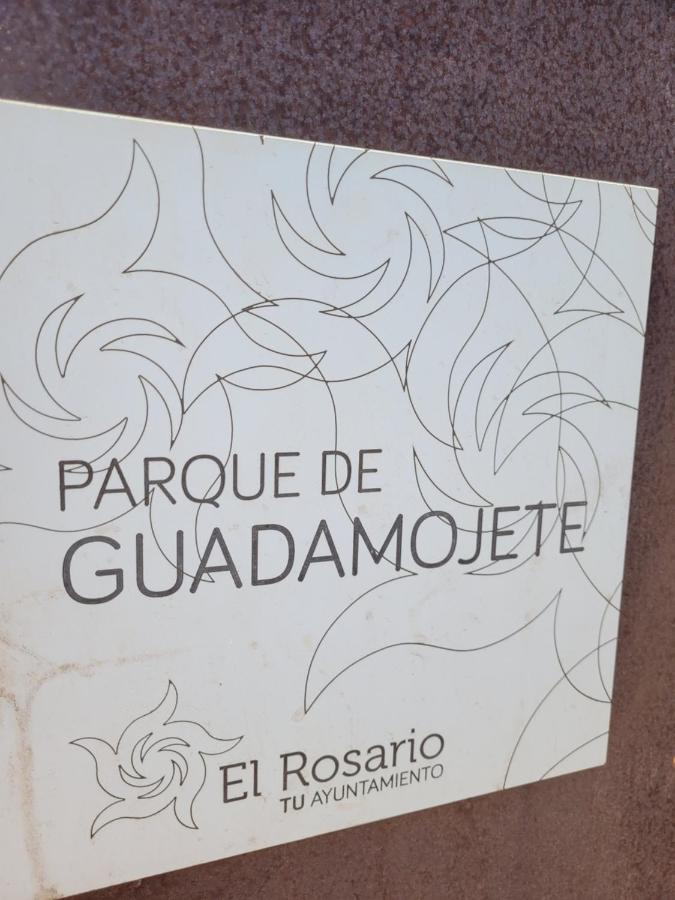 PARQUE DE
GUADAMOJETE
El Rosario
TU AYUNTAMIENTO